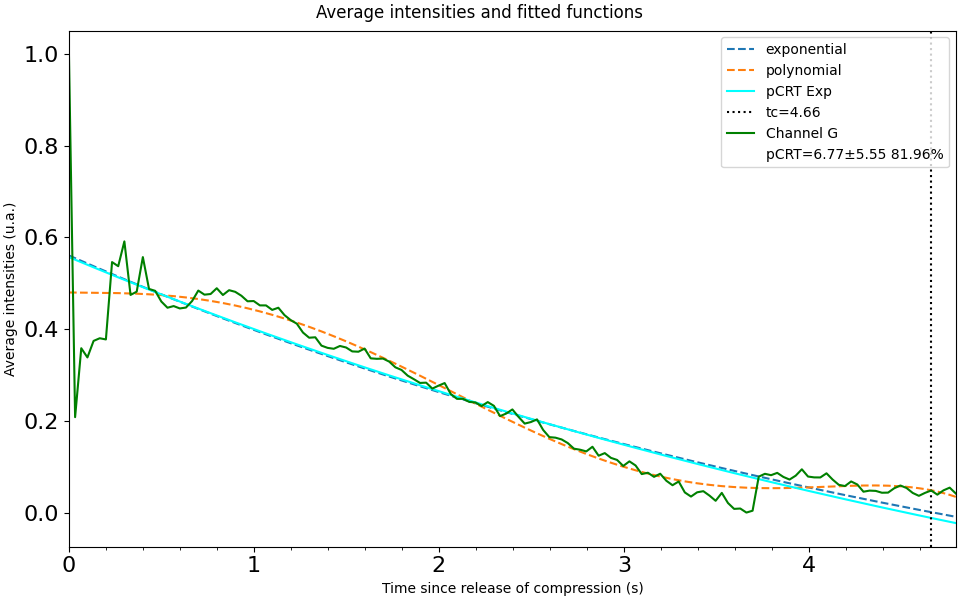 Average intensities and fitted functions
exponential
polynomial
pCRT Exp
tc=4.66
Channel G
pCRT=6.77±5.55 81.96%
Average intensities (u.a.)
1.0
0.8
0.6
0.4
0.2
0.0
0 1 2 3 4
Time since release of compression (s)